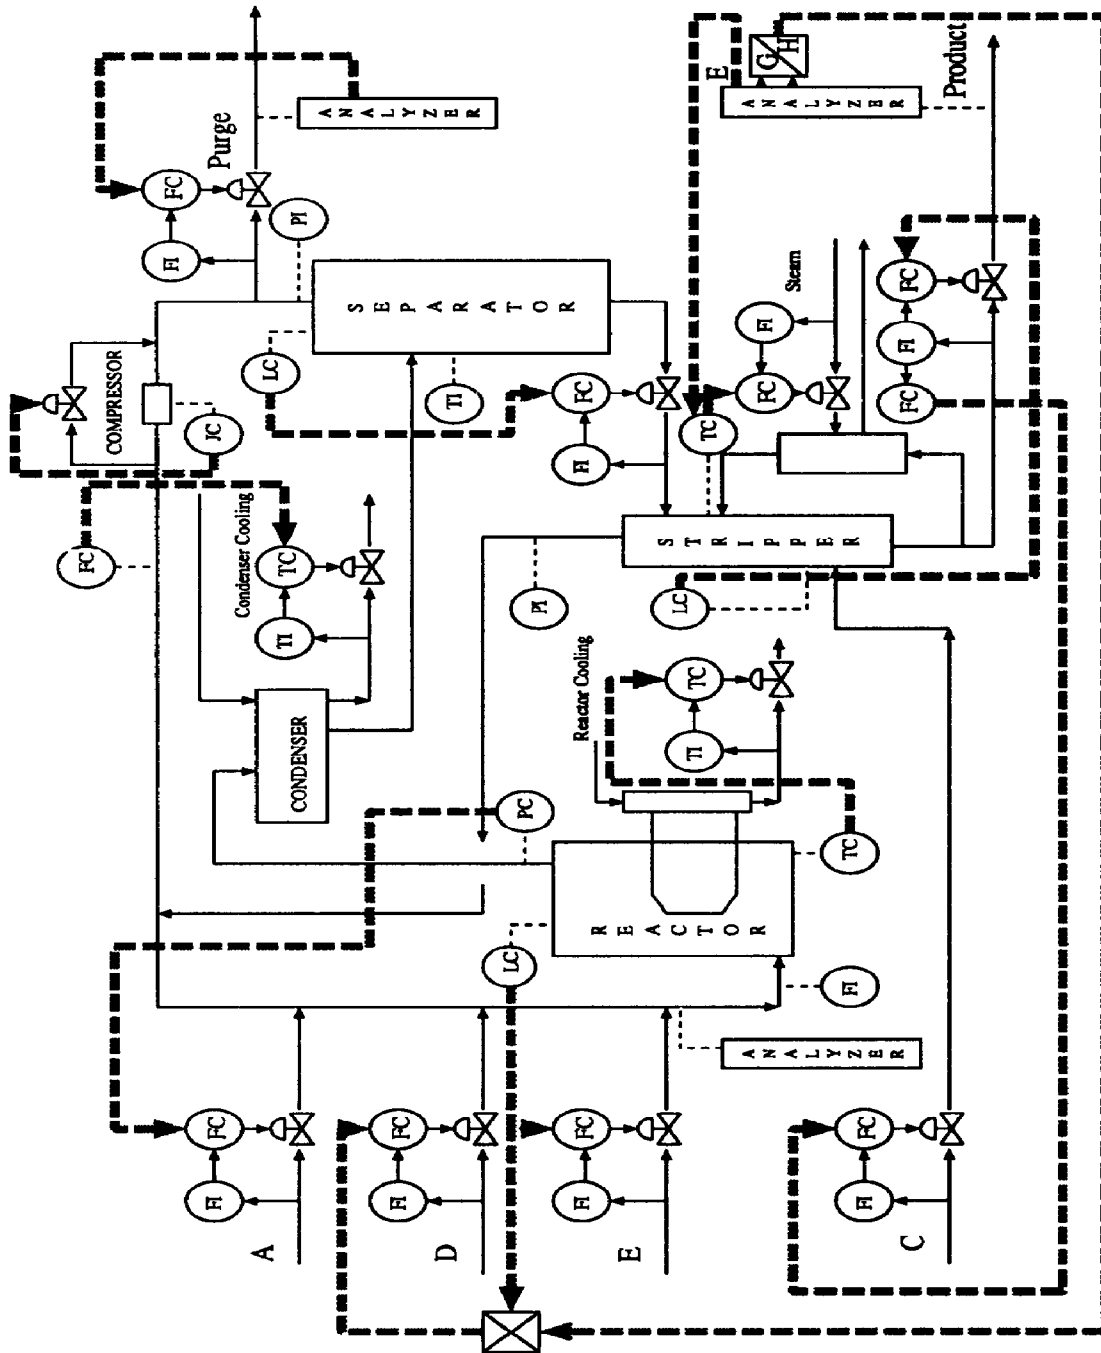 Purge
ANALYZER
FC
FI
PI
SEPARATOR
LC
TI
COMPRESSOR
JC
FC
Condenser Cooling
TC
TI
CONDENSER
FC
FI
E
G
H
ANALYZER
Product
Steam
FI
FC
TC
FC
FI
FC
STRIPPER
LC
PI
Reactor Cooling
TC
TI
PC
TC
REACTOR
LC
FI
ANALYZER
FC
FI
A
FC
FI
D
FC
FI
E
FC
FI
C